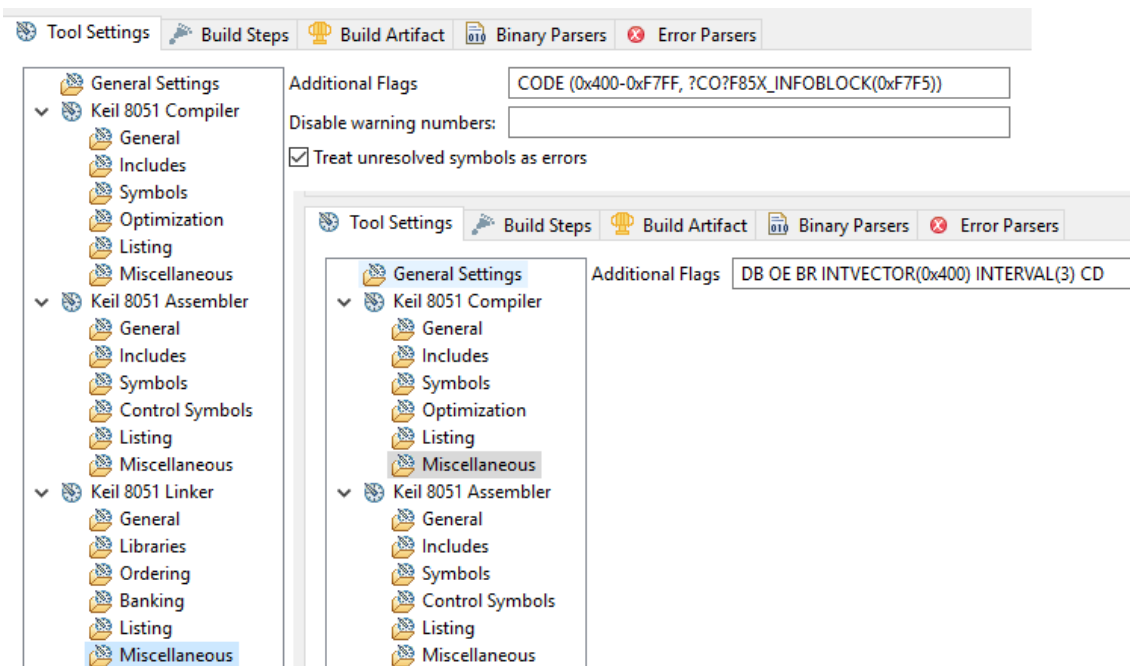 Tool Settings Build Steps Build Artifact Binary Parsers Error Parsers
General Settings
Keil 8051 Compiler
General
Includes
Symbols
Optimization
Listing
Miscellaneous
Keil 8051 Assembler
General
Includes
Symbols
Control Symbols
Listing
Miscellaneous
Keil 8051 Linker
General
Libraries
Ordering
Banking
Listing
Miscellaneous
Additional Flags CODE (0x400-0xF7FF, ?CO?F85X_INFOBLOCK(0xF7F5))
Disable warning numbers:
Treat unresolved symbols as errors
Tool Settings Build Steps Build Artifact Binary Parsers Error Parsers
General Settings
Keil 8051 Compiler
General
Includes
Symbols
Optimization
Listing
Miscellaneous
Keil 8051 Assembler
General
Includes
Symbols
Control Symbols
Listing
Miscellaneous
Additional Flags DB OE BR INTVECTOR(0x400) INTERVAL(3) CD